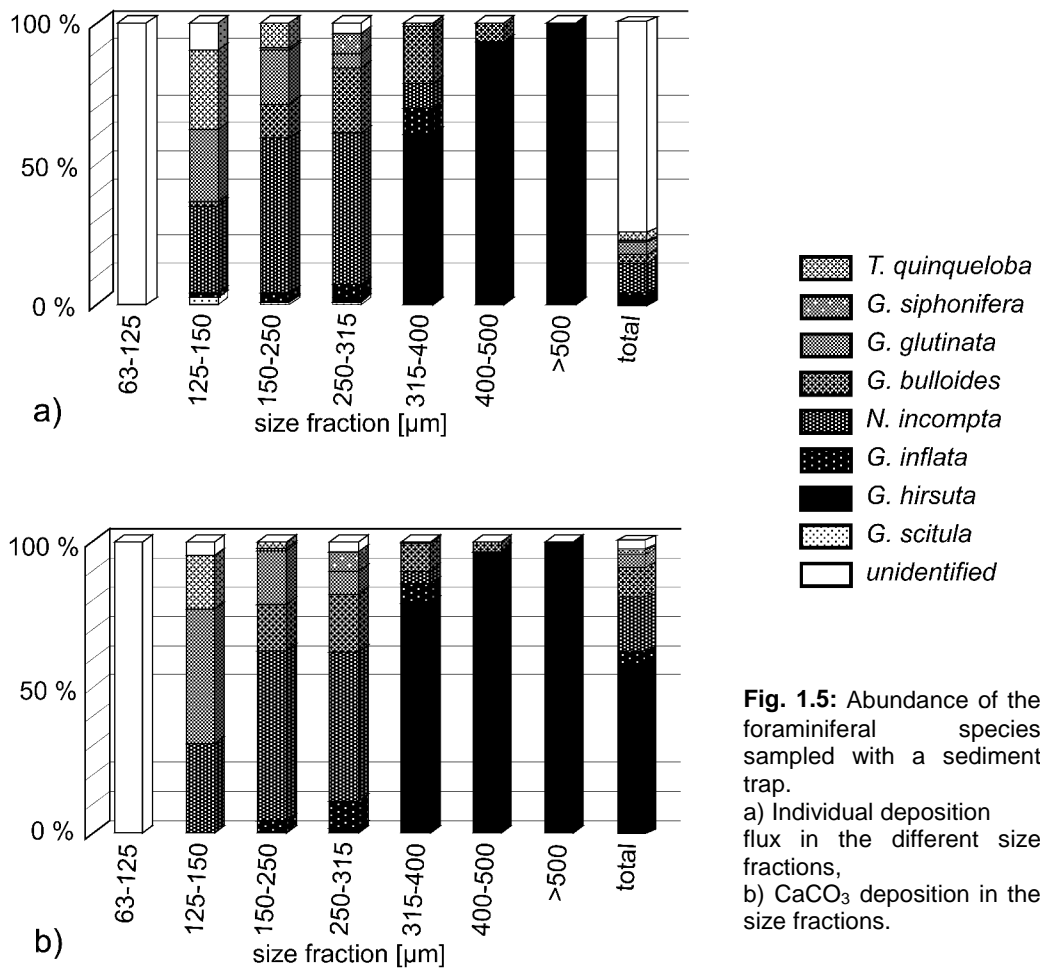 100 %
50 %
0 %
63-125
125-150
150-250
250-315
315-400
400-500
>500
total
a)
size fraction [µm]
T. quinqueloba
G. siphonifera
G. glutinata
G. bulloides
N. incompta
G. inflata
G. hirsuta
G. scitula
unidentified
100 %
50 %
0 %
63-125
125-150
150-250
250-315
315-400
400-500
>500
total
b)
size fraction [µm]
Fig. 1.5: Abundance of the
foraminiferal species
sampled with a sediment
trap.
a) Individual deposition
flux in the different size
fractions,
b) CaCO₃ deposition in the
size fractions.